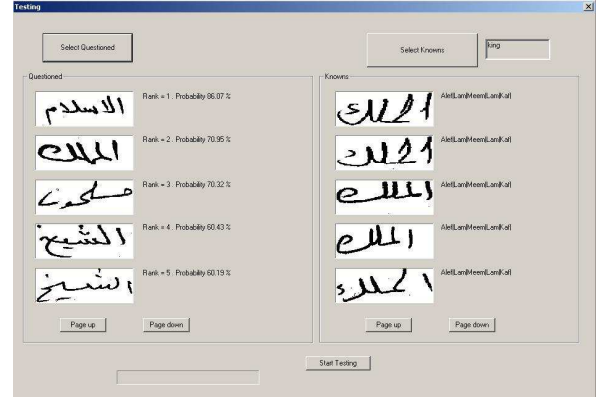 Testing
Select Questioned
Select Knowns
king
Questioned
الاسلام
Rank = 1 . Probability 86.07 %
الملك
Rank = 2 . Probability 70.95 %
Rank = 3 . Probability 70.32 %
الشيخ
Rank = 4 . Probability 60.43 %
الشيخ
Rank = 5 . Probability 60.19 %
Page up
Page down
Knowns
الملك
Alef|Lam|Meem|Lam|Kaf|
الملك
Alef|Lam|Meem|Lam|Kaf|
الملك
Alef|Lam|Meem|Lam|Kaf|
الملك
Alef|Lam|Meem|Lam|Kaf|
الملك
Alef|Lam|Meem|Lam|Kaf|
Page up
Page down
Start Testing